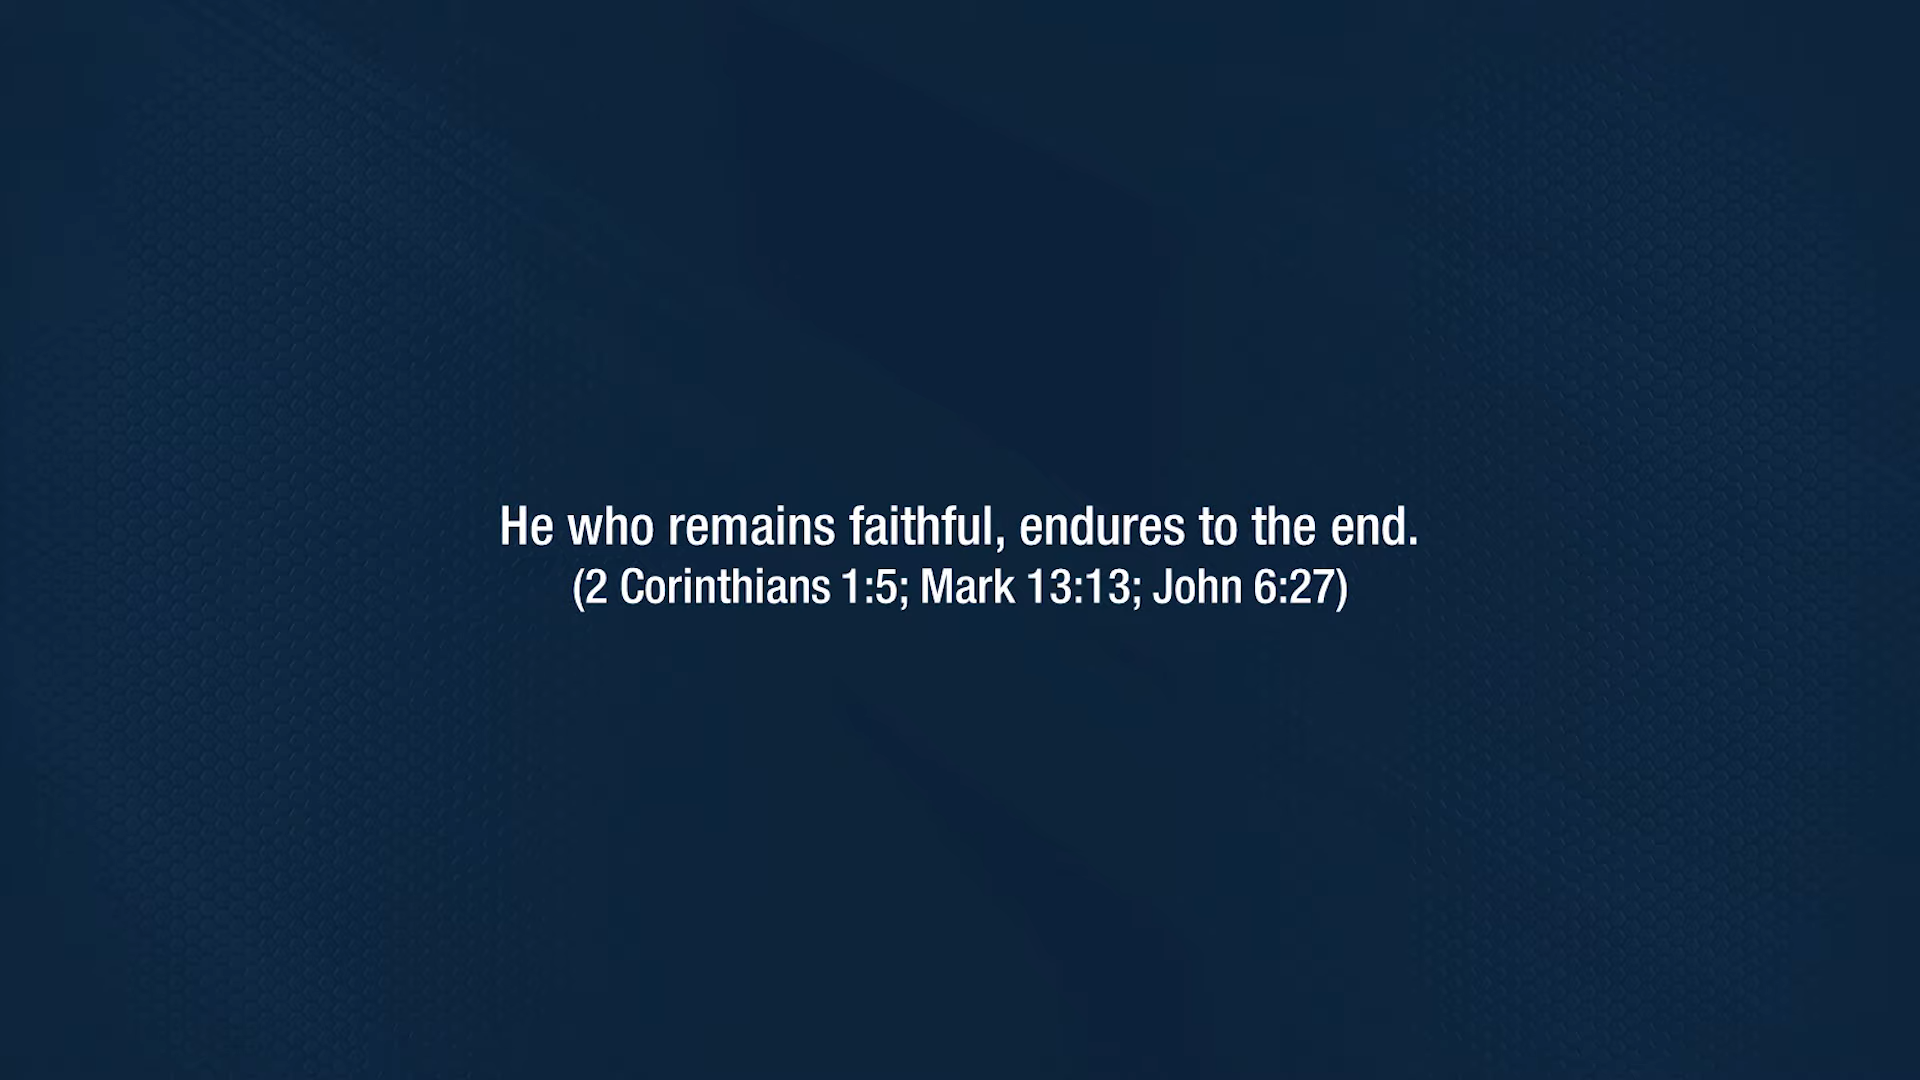 He who remains faithful, endures to the end.
(2 Corinthians 1:5; Mark 13:13; John 6:27)